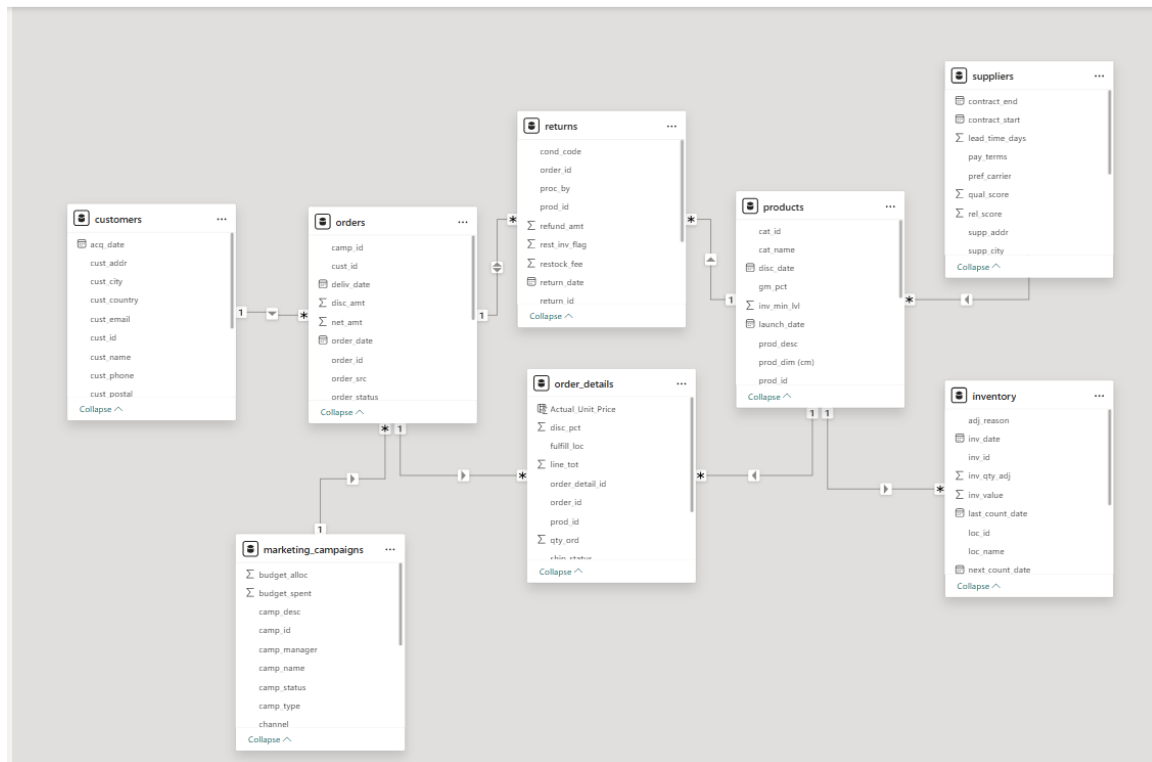 customers
acq_date
cust_addr
cust_city
cust_country
cust_email
cust_id
cust_name
cust_phone
cust_postal
Collapse
orders
camp_id
cust_id
deliv_date
disc_amt
net_amt
order_date
order_id
order_src
order_status
Collapse
returns
cond_code
order_id
proc_by
prod_id
refund_amt
rest_inv_flag
restock_fee
return_date
return_id
Collapse
products
cat_id
cat_name
disc_date
gm_pct
inv_min_lvl
launch_date
prod_desc
prod_dim (cm)
prod_id
Collapse
suppliers
contract_end
contract_start
lead_time_days
pay_terms
pref_carrier
qual_score
rel_score
supp_addr
supp_city
Collapse
order_details
Actual_Unit_Price
disc_pct
fulfill_loc
line_tot
order_detail_id
order_id
prod_id
qty_ord
ship_status
Collapse
inventory
adj_reason
inv_date
inv_id
inv_qty_adj
inv_value
last_count_date
loc_id
loc_name
next_count_date
Collapse
marketing_campaigns
budget_alloc
budget_spent
camp_desc
camp_id
camp_manager
camp_name
camp_status
camp_type
channel
Collapse
1
*
1
*
*
1
*
*
1
1
*
*
1
1
*
1